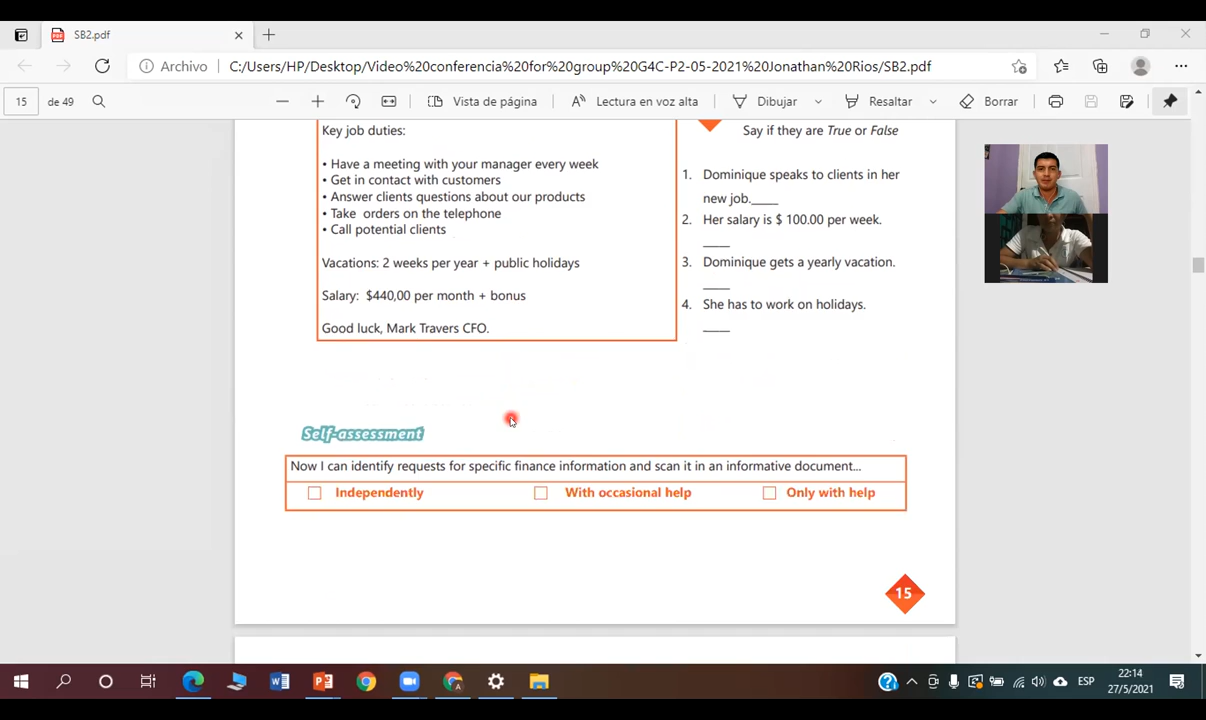 SB2.pdf
Archivo
C:/Users/HP/Desktop/Video%20conferencia%20for%20group%20G4C-P2-05-2021%20Jonathan%20Rios/SB2.pdf
15
de 49
Vista de página
Lectura en voz alta
Dibujar
Resaltar
Borrar
Key job duties:
• Have a meeting with your manager every week
• Get in contact with customers
• Answer clients questions about our products
• Take orders on the telephone
• Call potential clients
Vacations: 2 weeks per year + public holidays
Salary: $440,00 per month + bonus
Good luck, Mark Travers CFO.
Say if they are True or False
1. Dominique speaks to clients in her
new job.____
2. Her salary is $ 100.00 per week.
____
3. Dominique gets a yearly vacation.
____
4. She has to work on holidays.
____
Self-assessment
Now I can identify requests for specific finance information and scan it in an informative document...
Independently
With occasional help
Only with help
15
ESP
22:14
27/5/2021